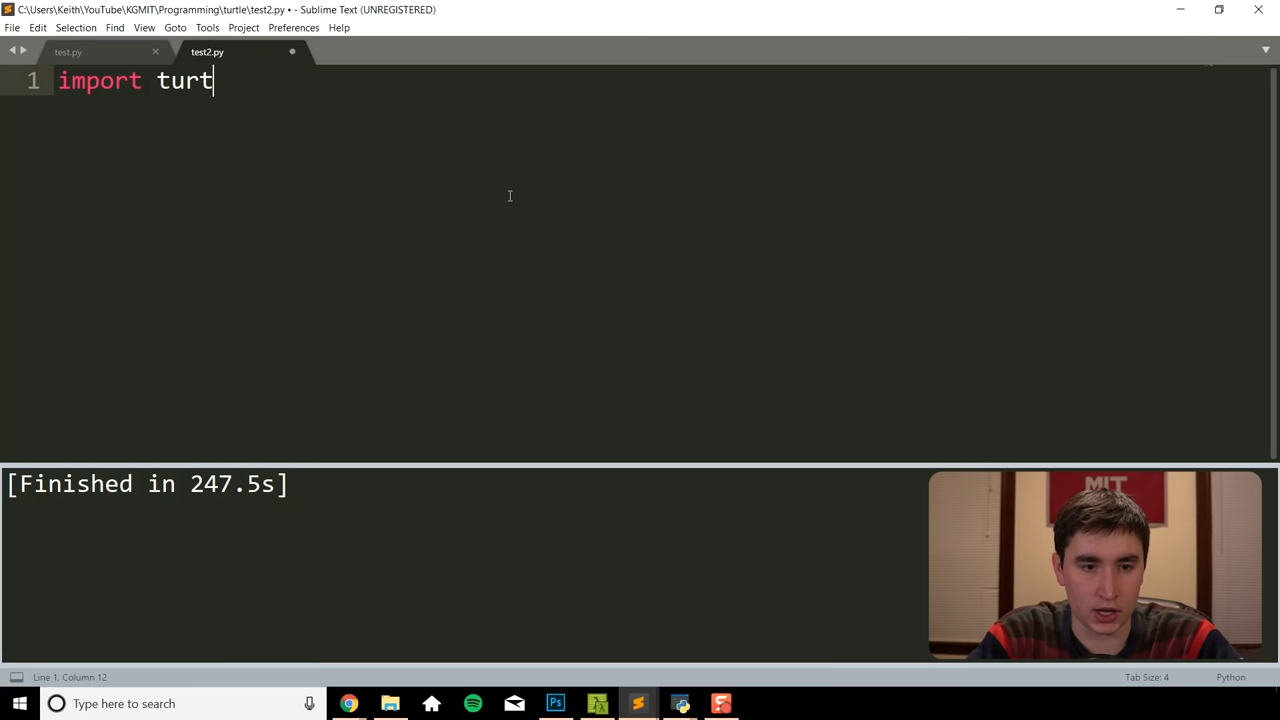 C:\Users\Keith\YouTube\KGMIT\Programming\turtle\test2.py • - Sublime Text (UNREGISTERED)
File Edit Selection Find View Goto Tools Project Preferences Help
test.py test2.py
1 import turt
[Finished in 247.5s]
MIT
Line 1, Column 12 Tab Size: 4 Python
Type here to search Ps